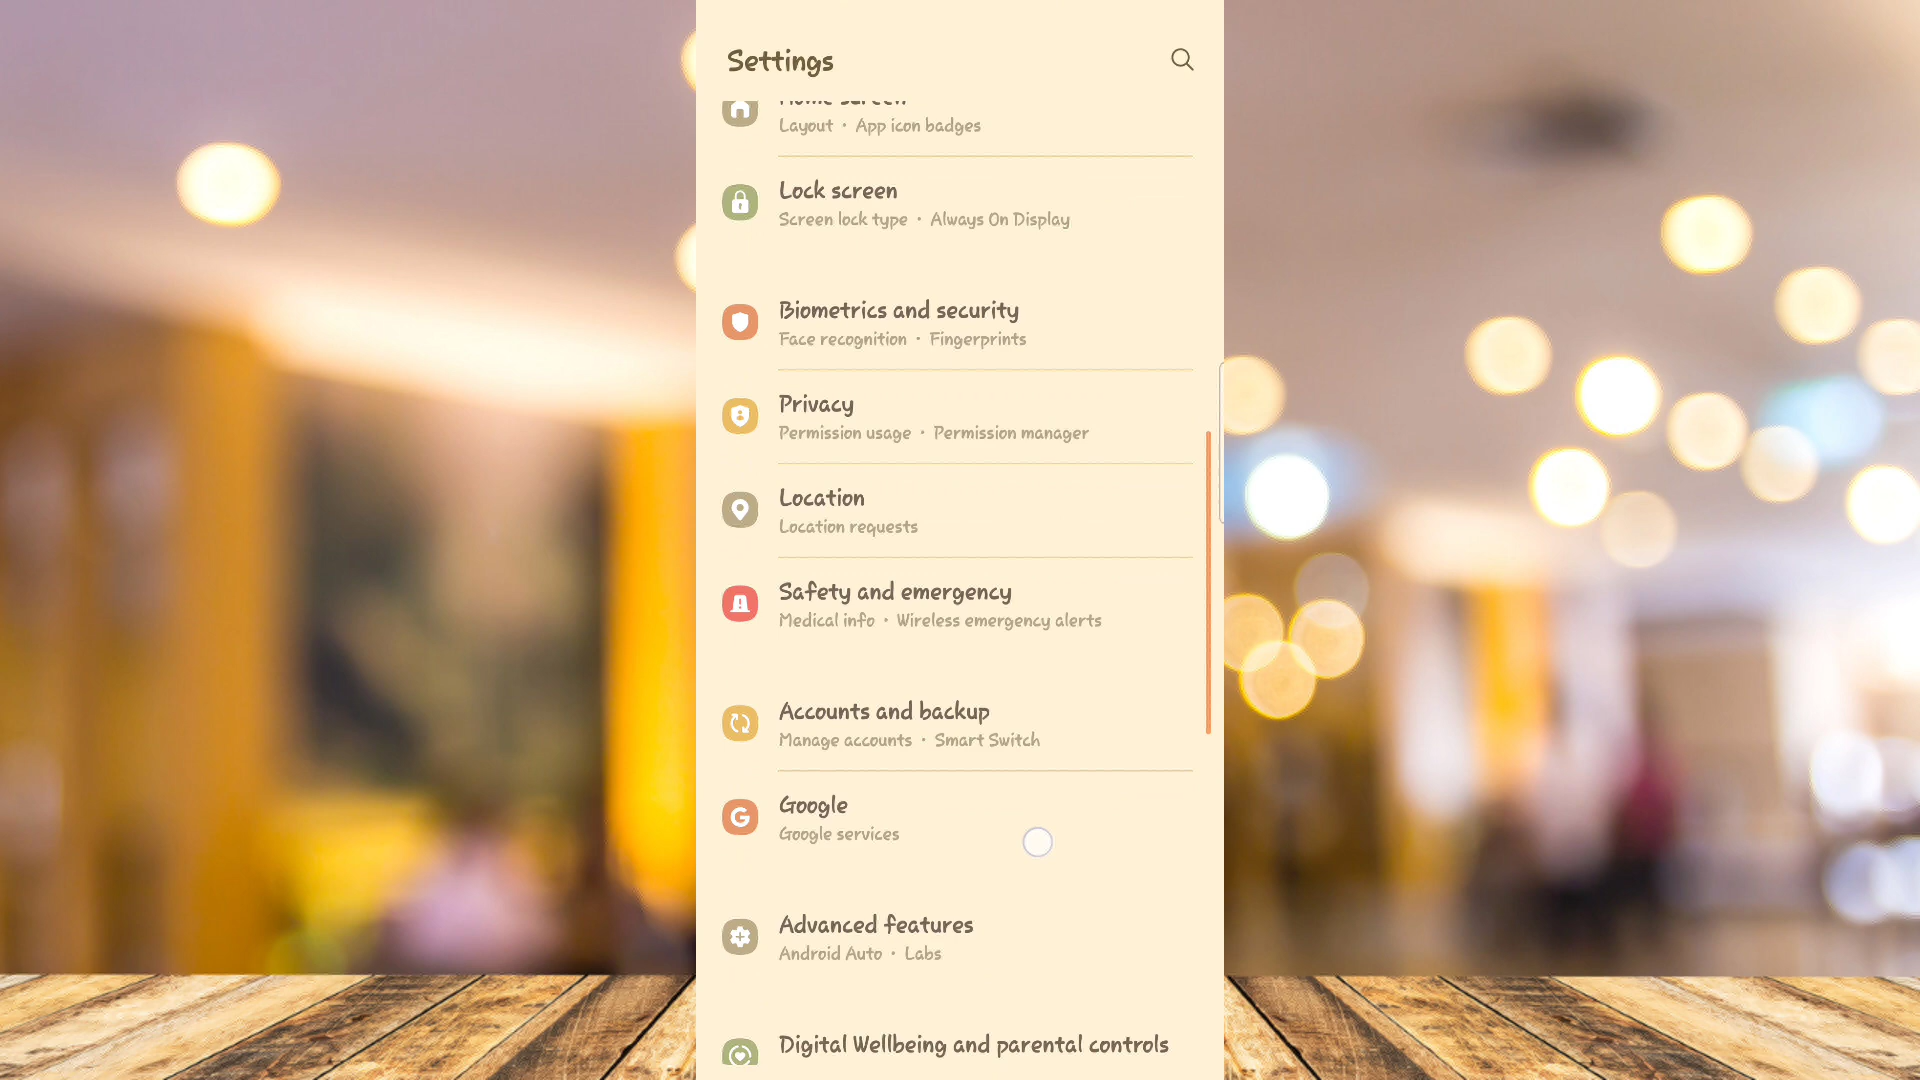 Settings
Home screen
Layout • App icon badges
Lock screen
Screen lock type • Always On Display
Biometrics and security
Face recognition • Fingerprints
Privacy
Permission usage • Permission manager
Location
Location requests
Safety and emergency
Medical info • Wireless emergency alerts
Accounts and backup
Manage accounts • Smart Switch
Google
Google services
Advanced features
Android Auto • Labs
Digital Wellbeing and parental controls